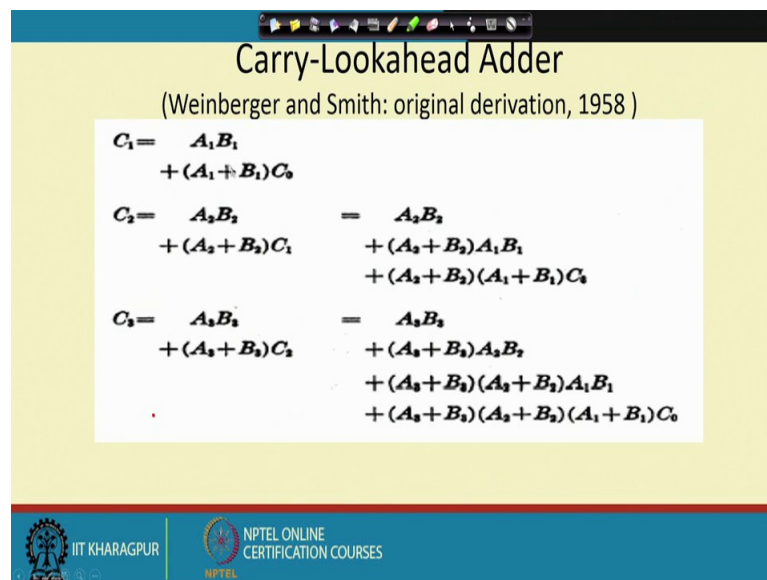 Carry-Lookahead Adder
(Weinberger and Smith: original derivation, 1958 )
C₁= A₁B₁
+(A₁+B₁)C₀
C₂= A₂B₂ = A₂B₂
+(A₂+B₂)C₁ +(A₂+B₂)A₁B₁
+(A₂+B₂)(A₁+B₁)C₀
C₃= A₃B₃ = A₃B₃
+(A₃+B₃)C₂ +(A₃+B₃)A₂B₂
+(A₃+B₃)(A₂+B₂)A₁B₁
+(A₃+B₃)(A₂+B₂)(A₁+B₁)C₀
IIT KHARAGPUR
NPTEL ONLINE
CERTIFICATION COURSES
NPTEL